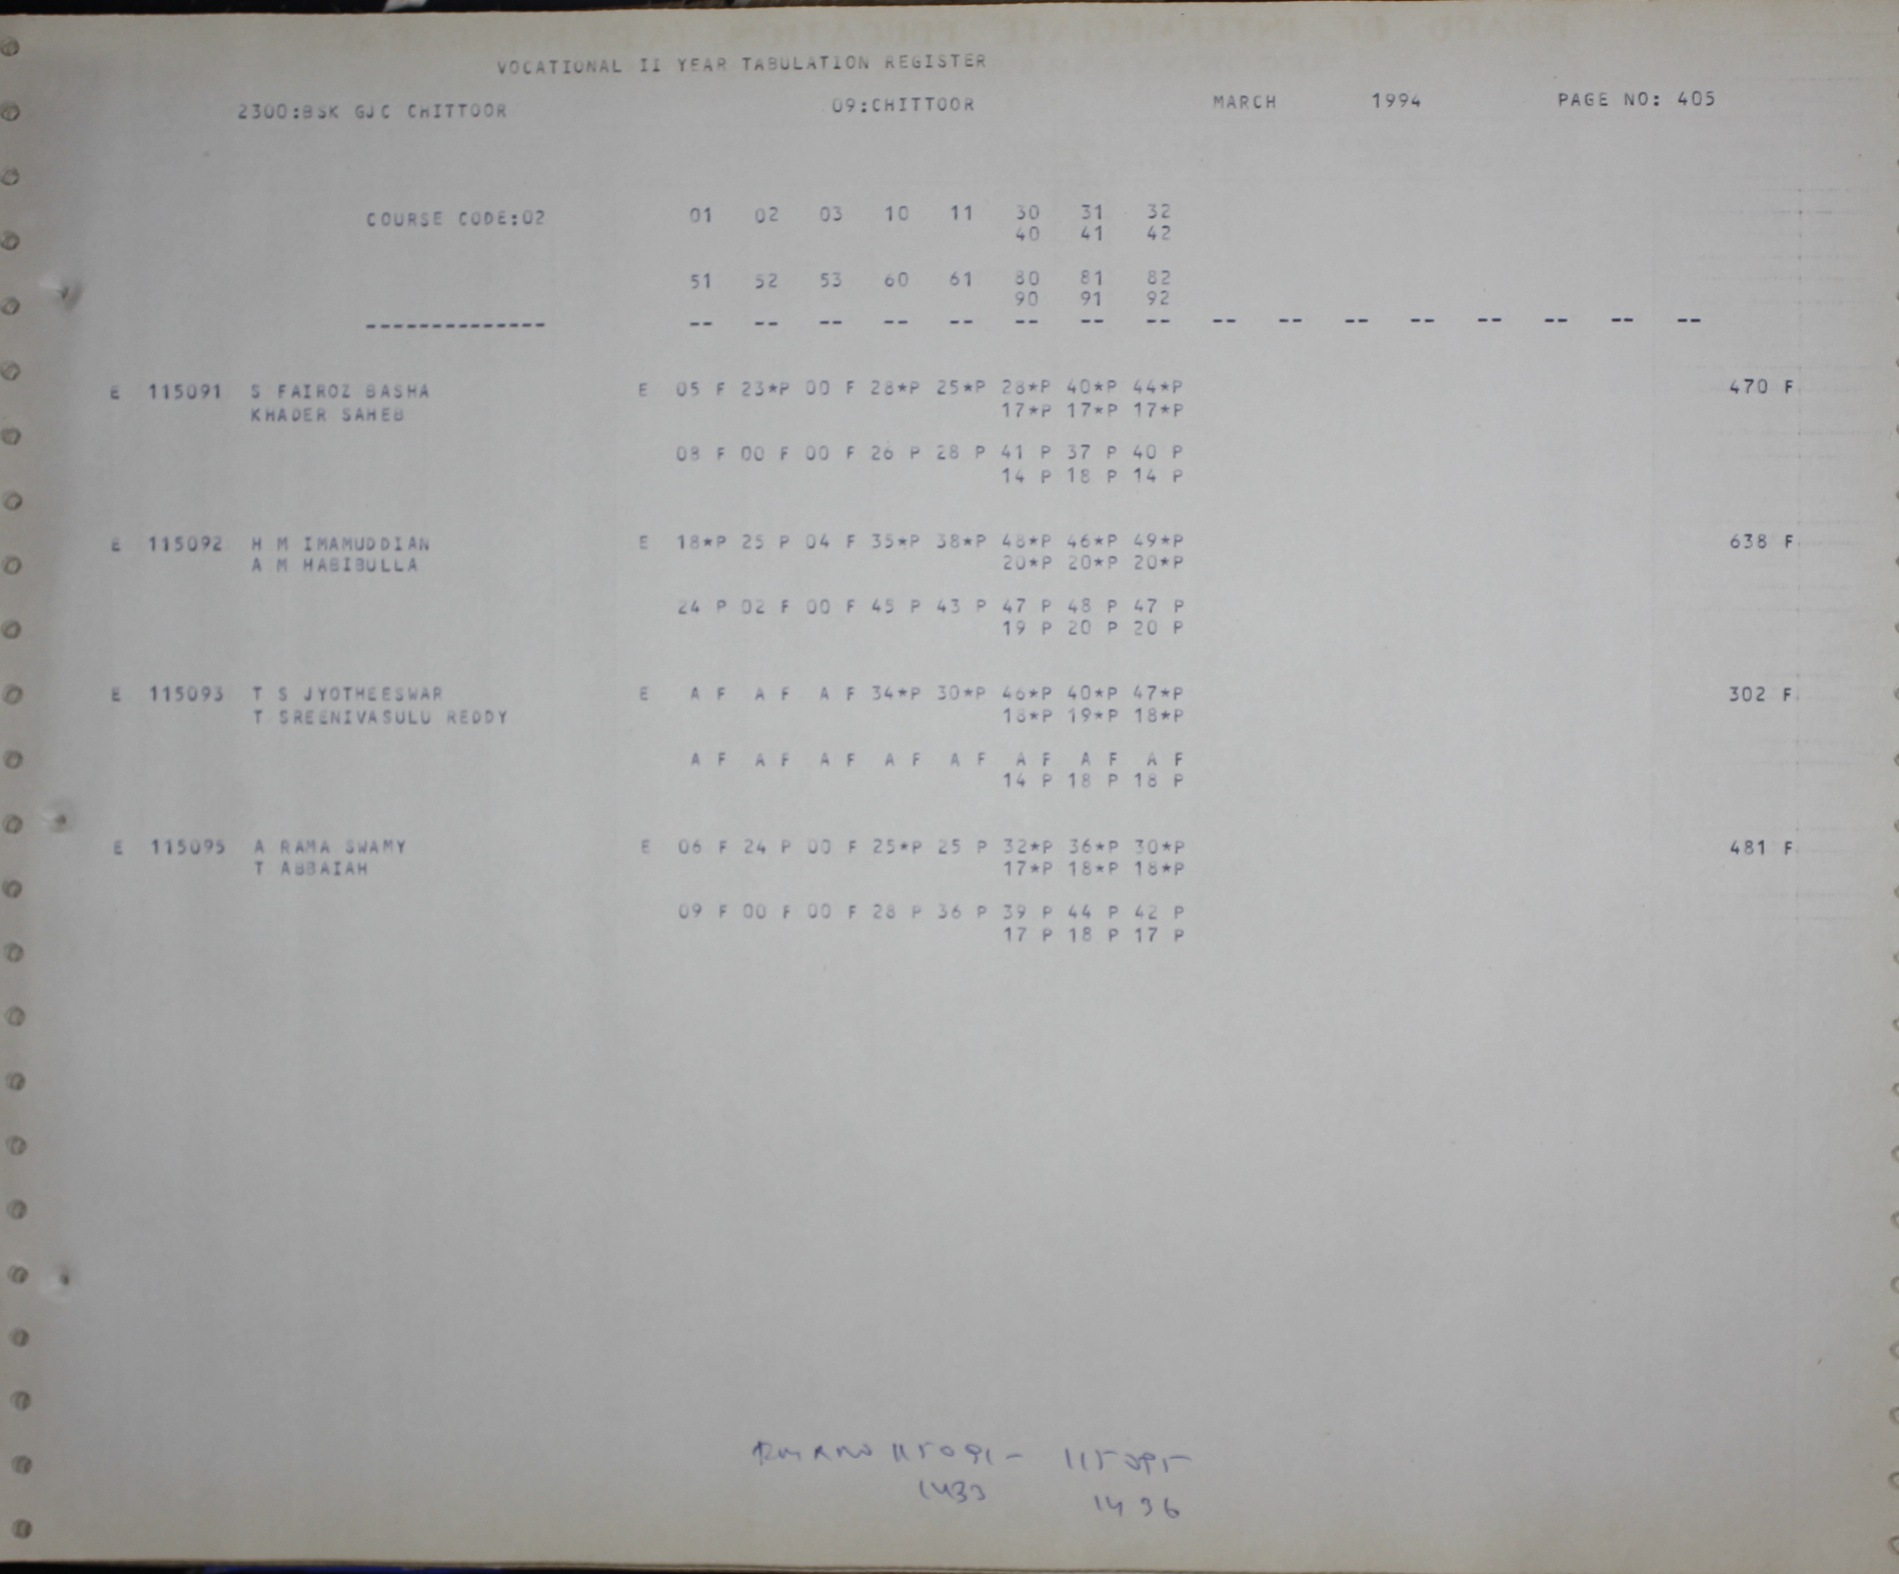 VOCATIONAL II YEAR TABULATION REGISTER
2300:BSK GJC CHITTOOR 09:CHITTOOR MARCH 1994 PAGE NO: 405
COURSE CODE:02 01 02 03 10 11 30 31 32
40 41 42
51 52 53 60 61 80 81 82
90 91 92
-------------- -- -- -- -- -- -- -- -- -- -- -- -- -- -- -- --
E 115091 S FAIROZ BASHA E 05 F 23*P 00 F 28*P 25*P 28*P 40*P 44*P 470 F
KHADER SAHEB 17*P 17*P 17*P
08 F 00 F 00 F 26 P 28 P 41 P 37 P 40 P
14 P 18 P 14 P
E 115092 H M IMAMUDDIAN E 18*P 25 P 04 F 35*P 38*P 48*P 46*P 49*P 638 F
A M HABIBULLA 20*P 20*P 20*P
24 P 02 F 00 F 45 P 43 P 47 P 48 P 47 P
19 P 20 P 20 P
E 115093 T S JYOTHEESWAR E A F A F A F 34*P 30*P 46*P 40*P 47*P 302 F
T SREENIVASULU REDDY 18*P 19*P 18*P
A F A F A F A F A F A F A F A F
14 P 18 P 18 P
E 115095 A RAMA SWAMY E 06 F 24 P 00 F 25*P 25 P 32*P 36*P 30*P 481 F
T ABBAIAH 17*P 18*P 18*P
09 F 00 F 00 F 28 P 36 P 39 P 44 P 42 P
17 P 18 P 17 P
115091 - 115095
1433 1436